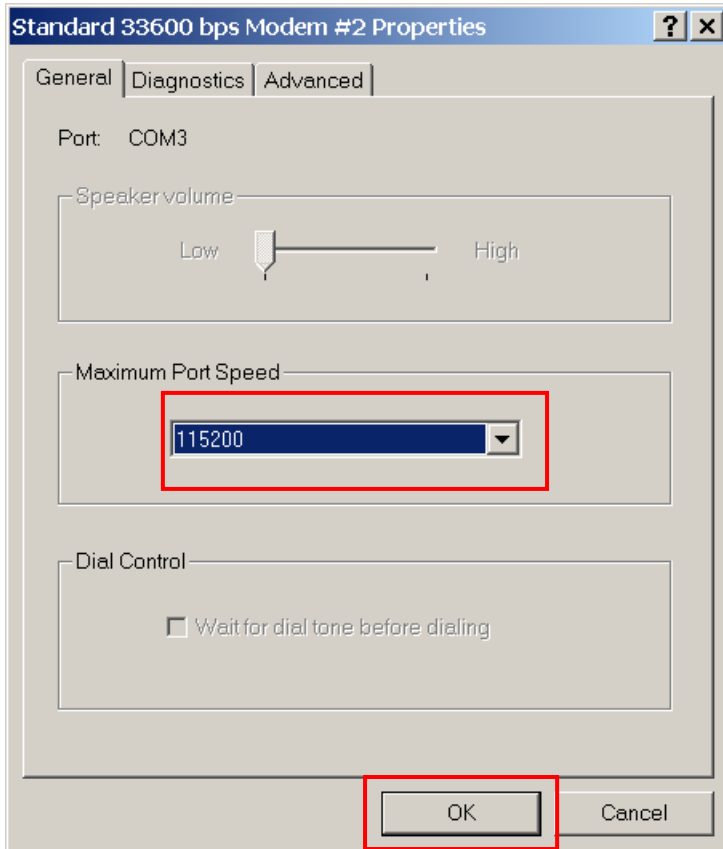 Standard 33600 bps Modem #2 Properties
General Diagnostics Advanced
Port: COM3
Speaker volume
Low High
Maximum Port Speed
115200
Dial Control
Wait for dial tone before dialing
OK Cancel